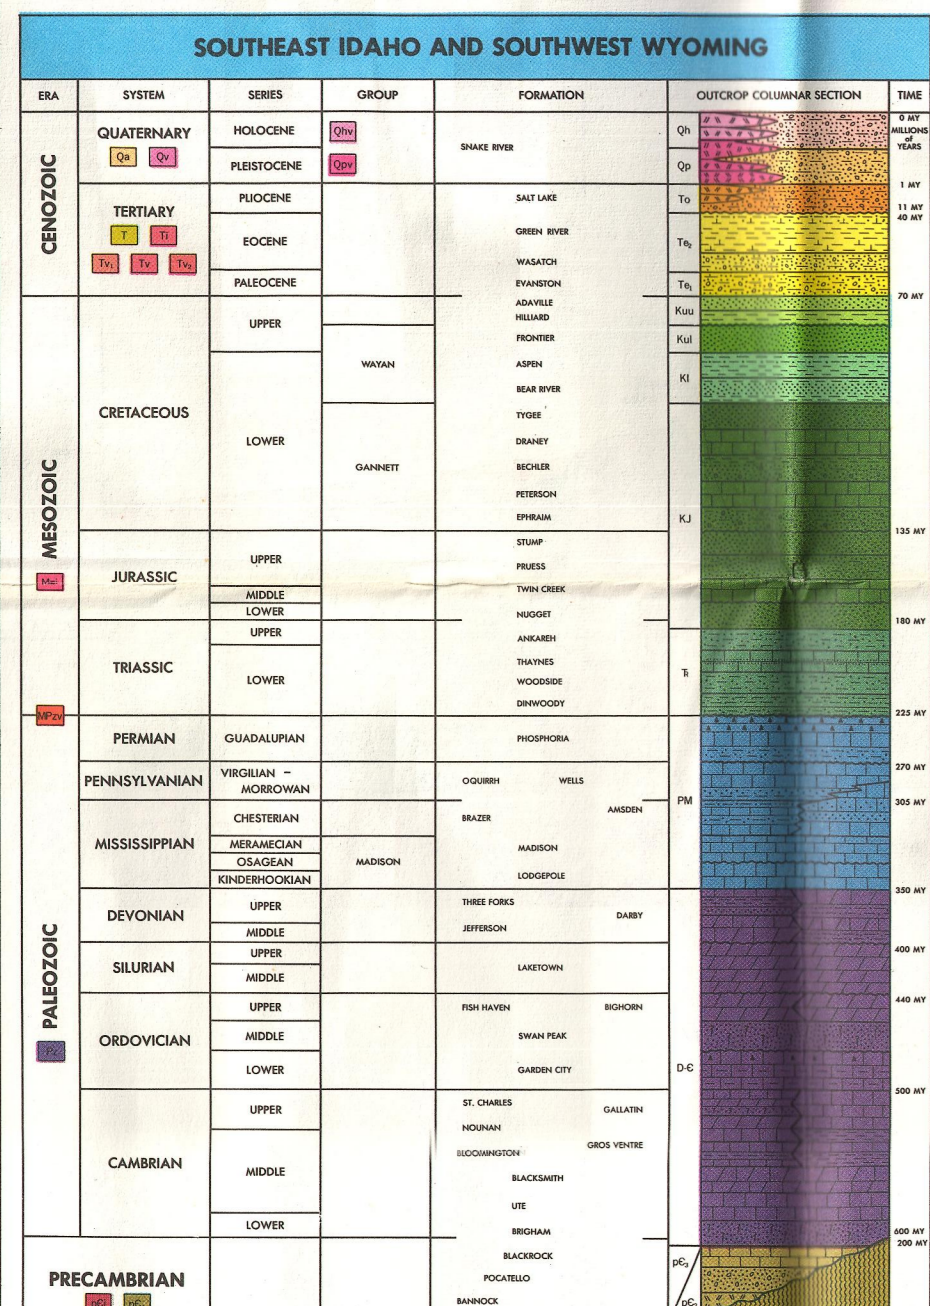 SOUTHEAST IDAHO AND SOUTHWEST WYOMING
ERA SYSTEM SERIES GROUP FORMATION OUTCROP COLUMNAR SECTION TIME
0 MY
QUATERNARY HOLOCENE Qhv Qh MILLIONS
of
YEARS
SNAKE RIVER
Qa Qv PLEISTOCENE Qpv Qp
1 MY
CENOZOIC
PLIOCENE SALT LAKE To
11 MY
TERTIARY 40 MY
T Ti GREEN RIVER
EOCENE Te₂
Tv₁ Tv Tv₂ WASATCH
PALEOCENE EVANSTON Te₁
70 MY
ADAVILLE
Kuu
UPPER HILLIARD
FRONTIER Kul
WAYAN ASPEN
Kl
BEAR RIVER
CRETACEOUS TYGEE
LOWER DRANEY
GANNETT BECHLER
PETERSON
MESOZOIC EPHRAIM KJ
135 MY
STUMP
UPPER
PRUESS
JURASSIC
MIDDLE TWIN CREEK
LOWER NUGGET
180 MY
UPPER ANKAREH
THAYNES
TRIASSIC ℞
LOWER WOODSIDE
DINWOODY
MPzv 225 MY
PERMIAN GUADALUPIAN PHOSPHORIA
270 MY
PENNSYLVANIAN VIRGILIAN –
MORROWAN OQUIRRH WELLS
PM 305 MY
AMSDEN
CHESTERIAN BRAZER
MISSISSIPPIAN MERAMECIAN MADISON
OSAGEAN MADISON
KINDERHOOKIAN LODGEPOLE
350 MY
UPPER THREE FORKS
DEVONIAN DARBY
MIDDLE JEFFERSON
400 MY
UPPER
SILURIAN LAKETOWN
MIDDLE
PALEOZOIC 440 MY
UPPER FISH HAVEN BIGHORN
ORDOVICIAN MIDDLE SWAN PEAK
Pz
LOWER GARDEN CITY D-Є
500 MY
UPPER ST. CHARLES GALLATIN
NOUNAN
GROS VENTRE
BLOOMINGTON
CAMBRIAN MIDDLE BLACKSMITH
UTE
LOWER BRIGHAM
600 MY
200 MY
BLACKROCK
pЄ₃
PRECAMBRIAN POCATELLO
BANNOCK